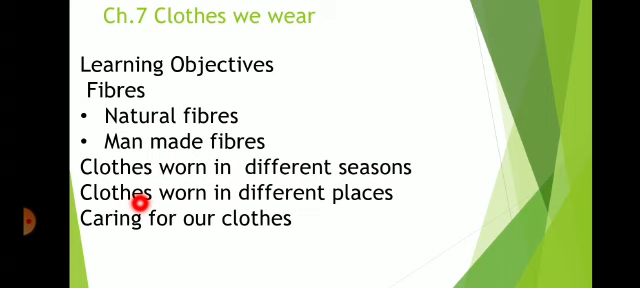 Ch.7 Clothes we wear
Learning Objectives
Fibres
• Natural fibres
• Man made fibres
Clothes worn in different seasons
Clothes worn in different places
Caring for our clothes